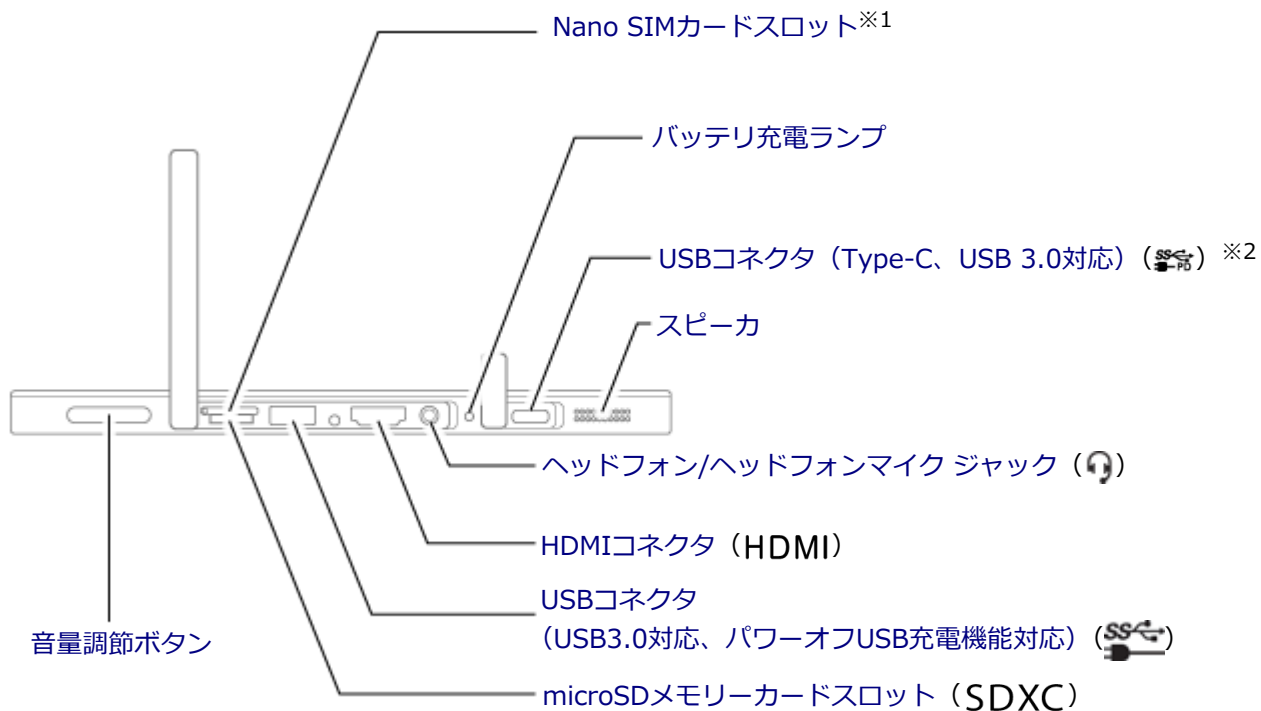 Nano SIMカードスロット※1
バッテリ充電ランプ
USBコネクタ（Type-C、USB 3.0対応）（SS PD）※2
スピーカ
ヘッドフォン/ヘッドフォンマイク ジャック（）
HDMIコネクタ（HDMI）
USBコネクタ
（USB3.0対応、パワーオフUSB充電機能対応）（SS）
音量調節ボタン
microSDメモリーカードスロット（SDXC）